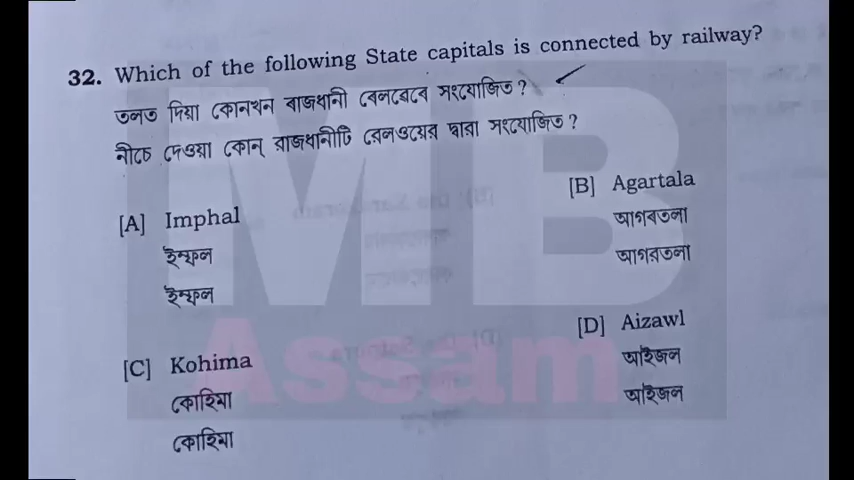 32. Which of the following State capitals is connected by railway?
তলত দিয়া কোনখন ৰাজধানী ৰেলৱেৰে সংযোজিত ?
নীচে দেওয়া কোন্ রাজধানীটি রেলওয়ের দ্বারা সংযোজিত ?
[A] Imphal
ইম্ফল
ইম্ফল
[B] Agartala
আগৰতলা
আগরতলা
[C] Kohima
কোহিমা
কোহিমা
[D] Aizawl
আইজল
আইজল
MB
Assam